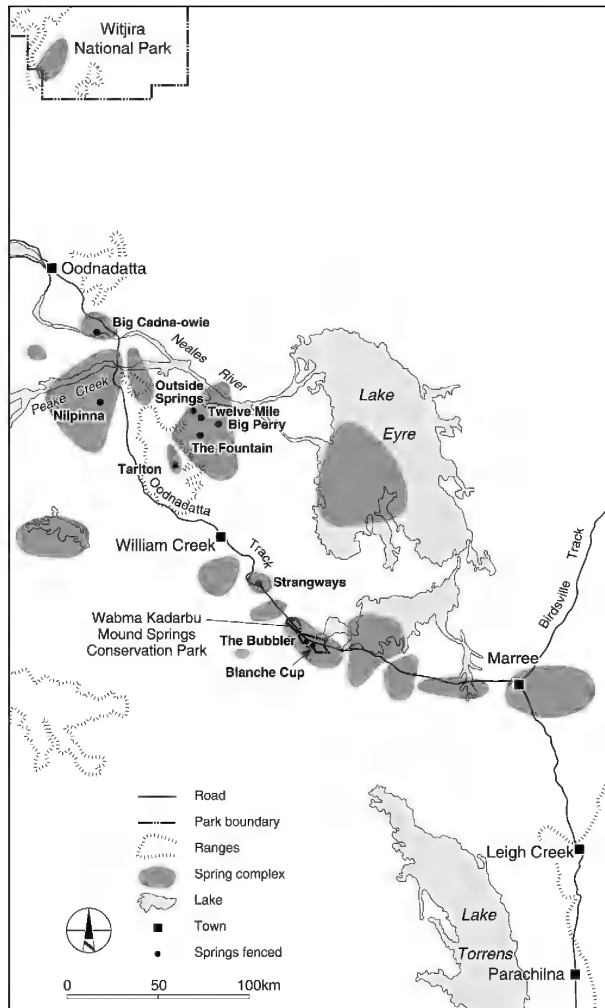 Witjira
National Park
Oodnadatta
Big Cadna-owie
Neales
River
Peake Creek
Nilpinna
Outside
Springs
Twelve Mile
Big Perry
The Fountain
Lake
Eyre
Tarlton
Oodnadatta
Track
William Creek
Strangways
Birdsville Track
Wabma Kadarbu
Mound Springs
Conservation Park
The Bubbler
Blanche Cup
Marree
Road
Park boundary
Ranges
Spring complex
Lake
Town
Springs fenced
N
0 50 100km
Leigh Creek
Lake
Torrens
Parachilna